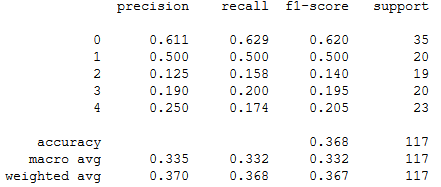 precision recall f1-score support
0 0.611 0.629 0.620 35
1 0.500 0.500 0.500 20
2 0.125 0.158 0.140 19
3 0.190 0.200 0.195 20
4 0.250 0.174 0.205 23
accuracy 0.368 117
macro avg 0.335 0.332 0.332 117
weighted avg 0.370 0.368 0.367 117